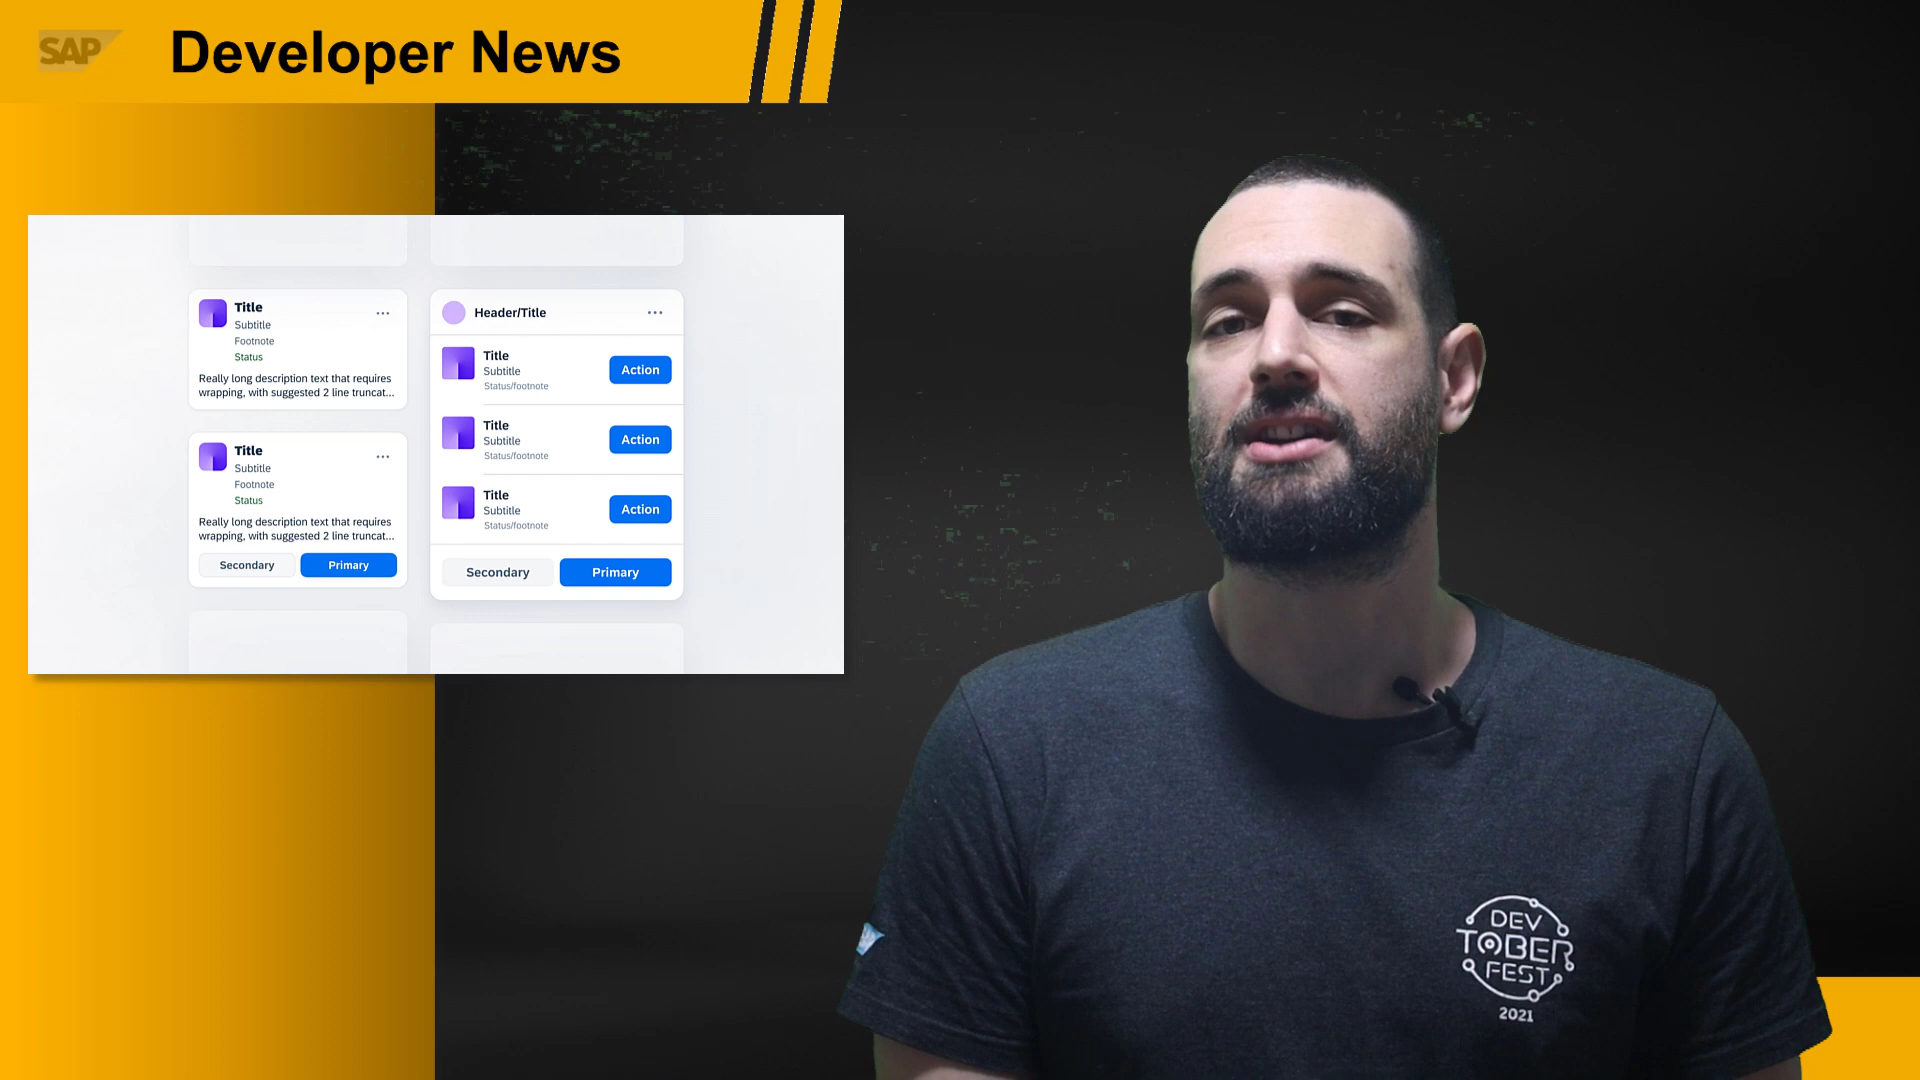 SAP Developer News
Title
Subtitle
Footnote
Status
Really long description text that requires
wrapping, with suggested 2 line truncat...
Title
Subtitle
Footnote
Status
Really long description text that requires
wrapping, with suggested 2 line truncat...
Secondary Primary
Header/Title
Title
Subtitle
Status/footnote
Action
Title
Subtitle
Status/footnote
Action
Title
Subtitle
Status/footnote
Action
Secondary Primary
DEV
TOBER
FEST
2021